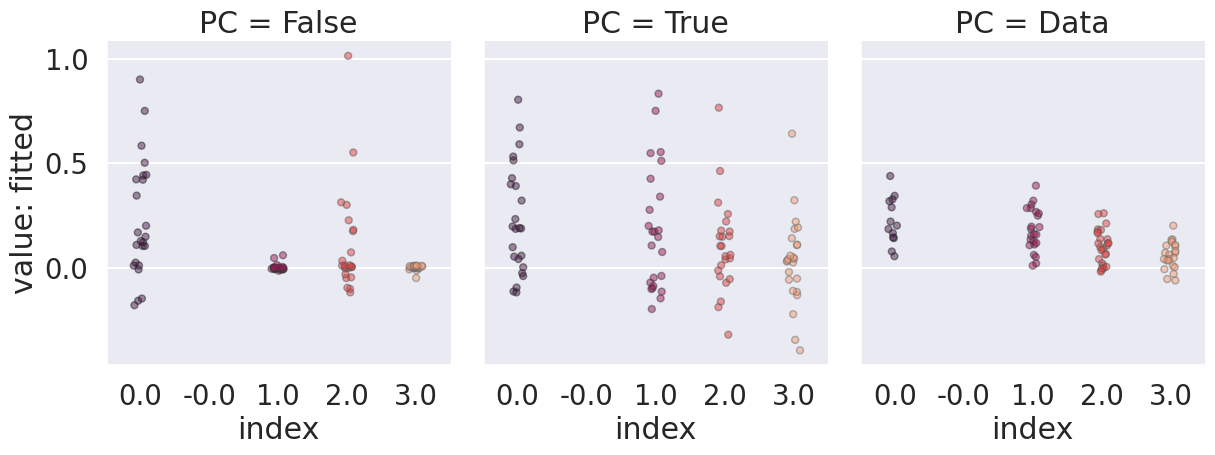 PC = False PC = True PC = Data
1.0
0.5
0.0
value: fitted
0.0 -0.0 1.0 2.0 3.0 0.0 -0.0 1.0 2.0 3.0 0.0 -0.0 1.0 2.0 3.0
index index index